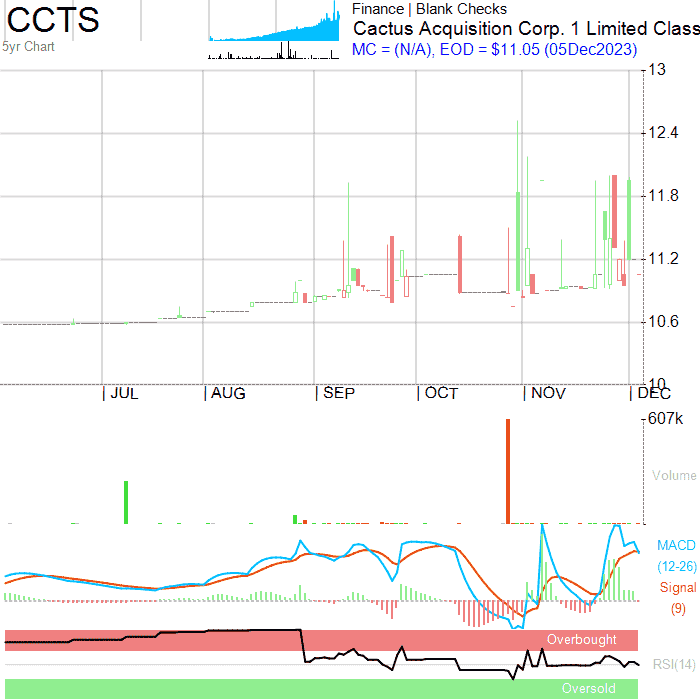 CCTS
5yr Chart
Finance | Blank Checks
Cactus Acquisition Corp. 1 Limited Class
MC = (N/A), EOD = $11.05 (05Dec2023)
13
12.4
11.8
11.2
10.6
10
| JUL | AUG | SEP | OCT | NOV | DEC
607k
Volume
MACD
(12-26)
Signal
(9)
Overbought
RSI(14)
Oversold